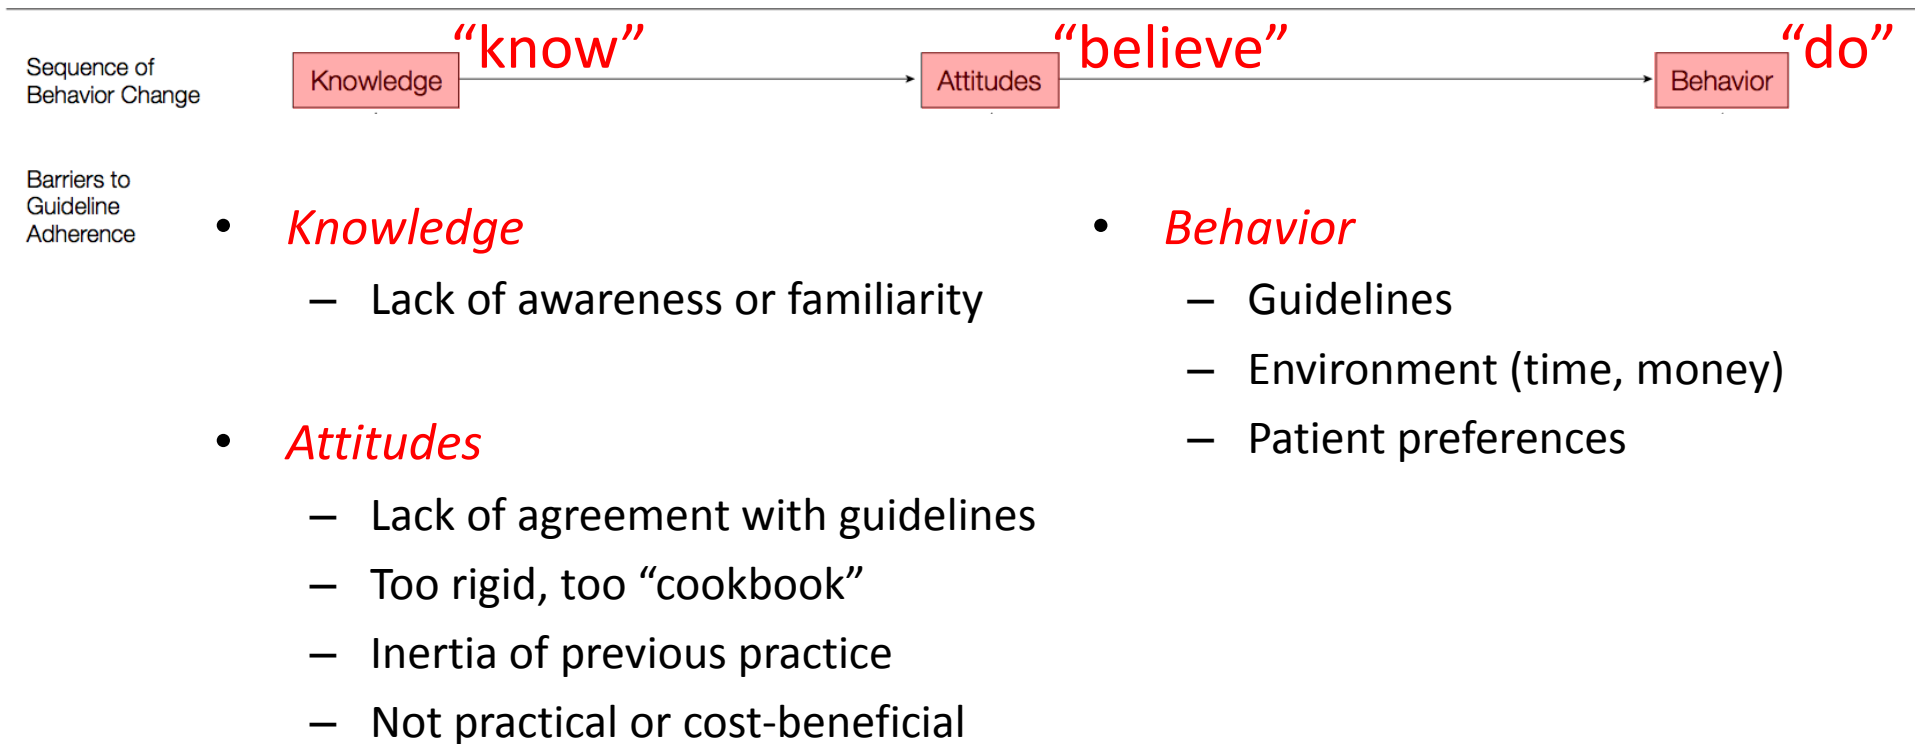 “know”
“believe”
“do”
Sequence of
Behavior Change
Knowledge
Attitudes
Behavior
Barriers to
Guideline
Adherence
• Knowledge
– Lack of awareness or familiarity
• Attitudes
– Lack of agreement with guidelines
– Too rigid, too “cookbook”
– Inertia of previous practice
– Not practical or cost-beneficial
• Behavior
– Guidelines
– Environment (time, money)
– Patient preferences